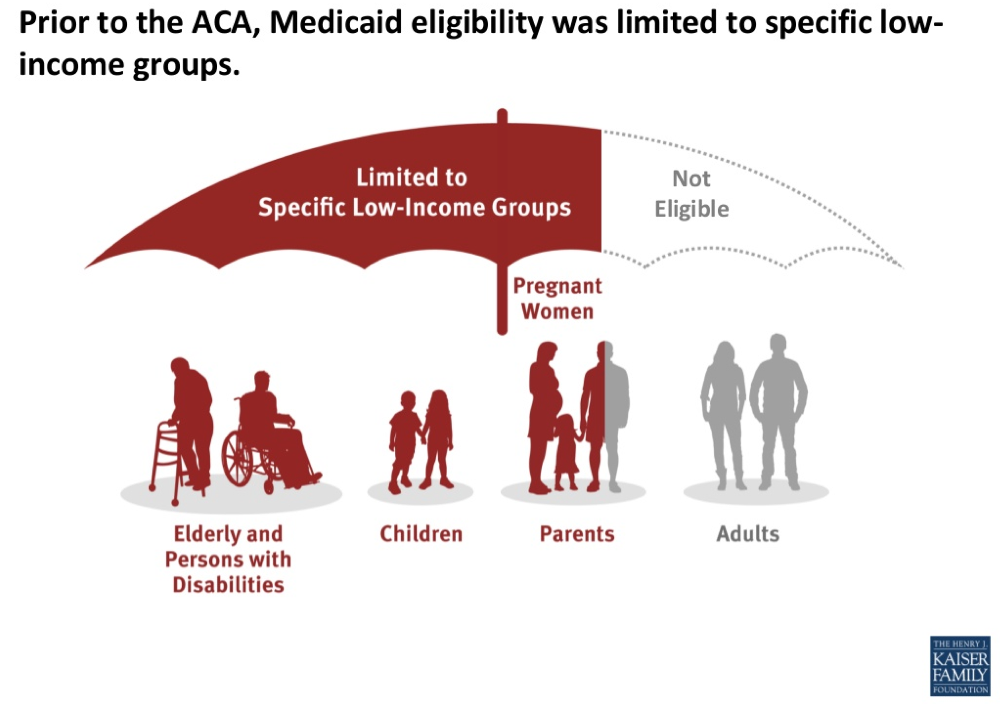 Prior to the ACA, Medicaid eligibility was limited to specific low-
income groups.
Limited to
Specific Low-Income Groups
Not
Eligible
Pregnant
Women
Elderly and
Persons with
Disabilities
Children
Parents
Adults
THE HENRY J.
KAISER
FAMILY
FOUNDATION